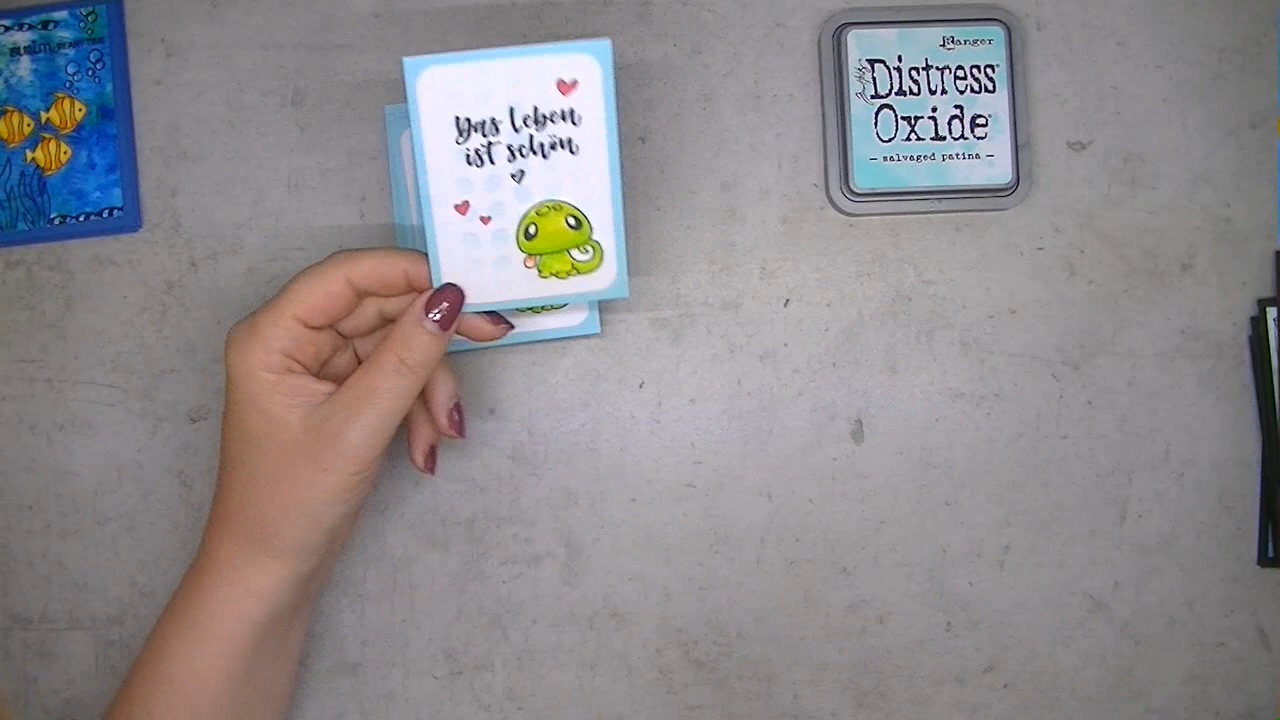 Das leben
ist schön
Ranger
Distress
Oxide
– salvaged patina –